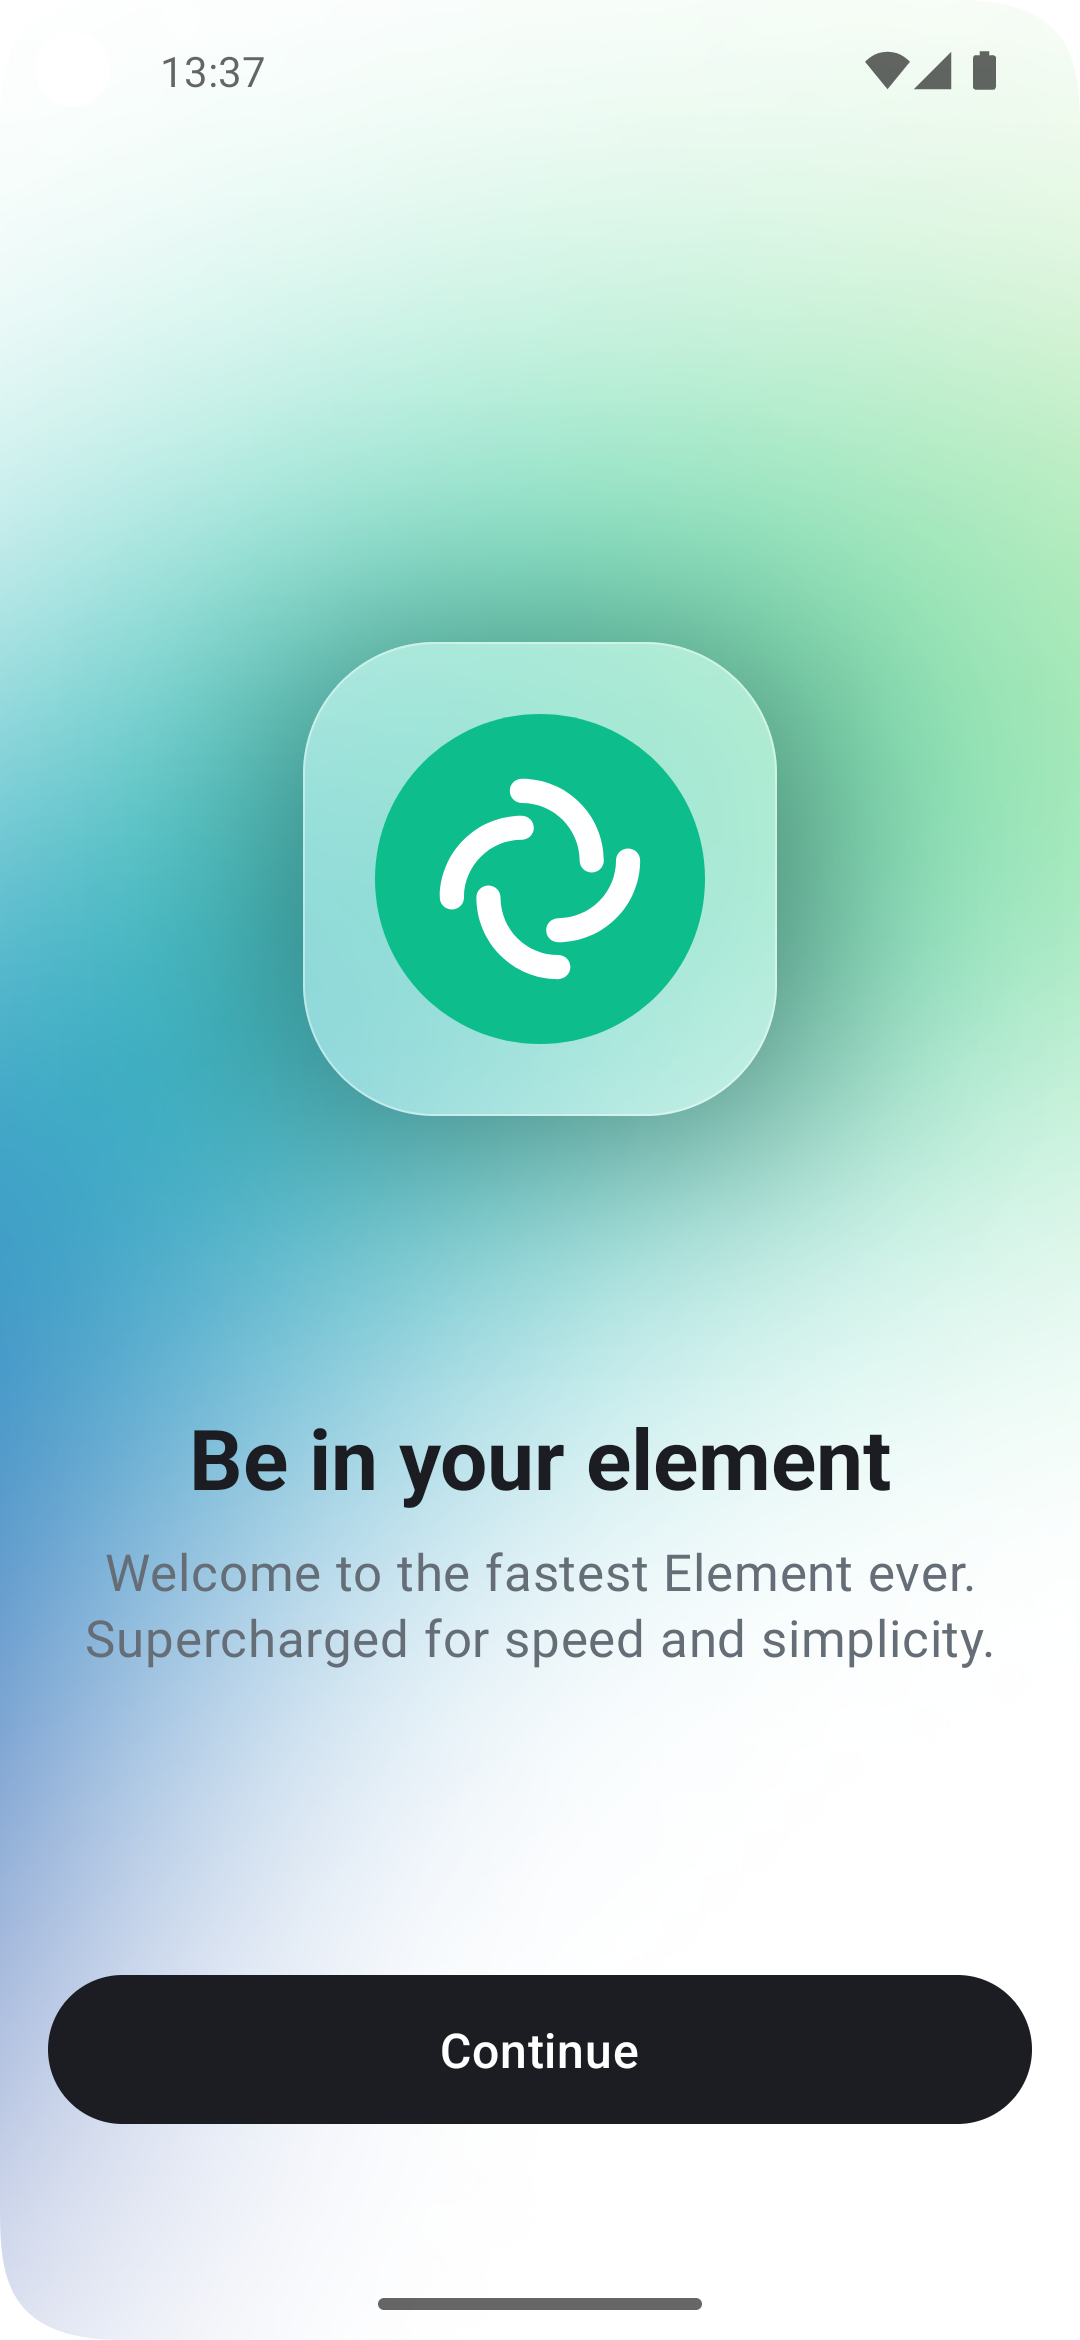 13:37
Be in your element
Welcome to the fastest Element ever.
Supercharged for speed and simplicity.
Continue